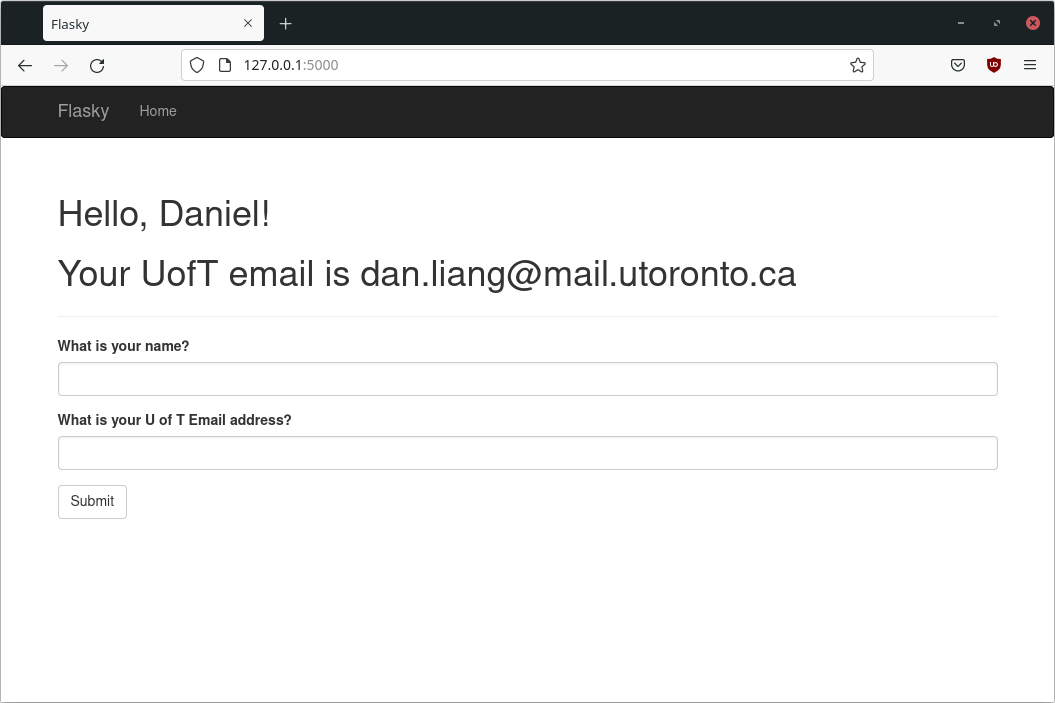 Flasky
127.0.0.1:5000
Flasky Home
Hello, Daniel!
Your UofT email is dan.liang@mail.utoronto.ca
What is your name?
What is your U of T Email address?
Submit